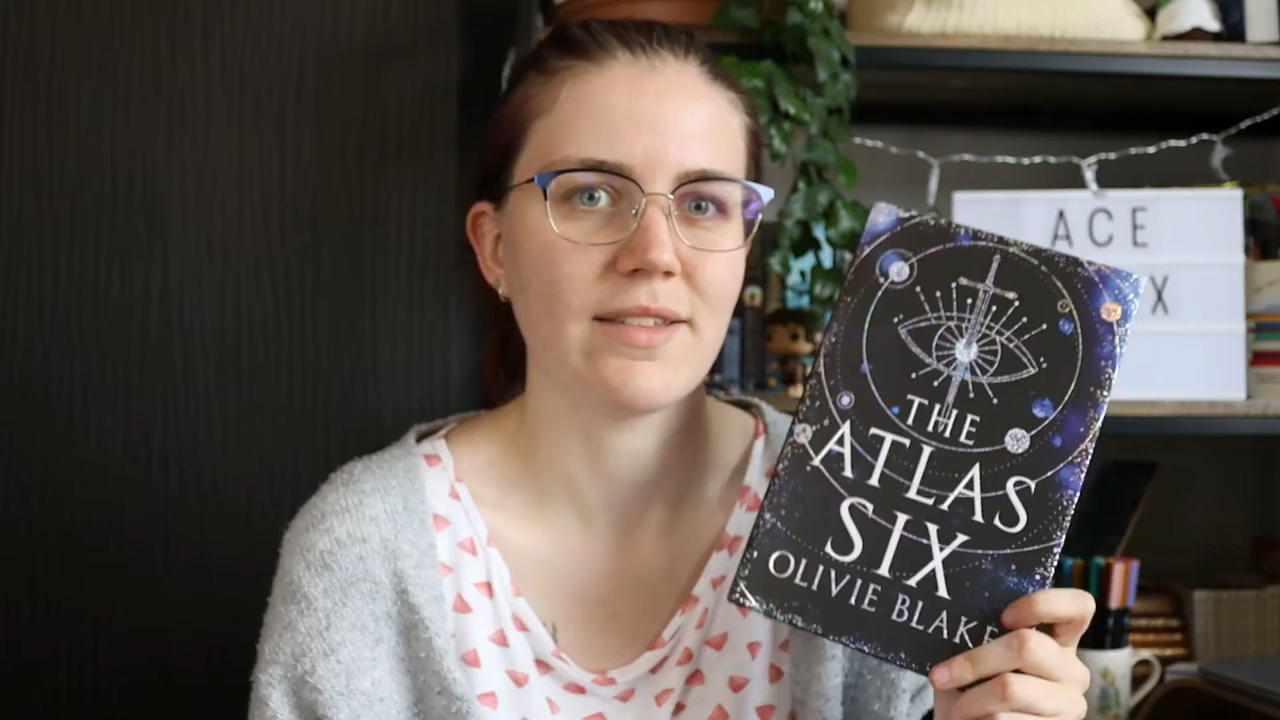 ACE
X
THE
ATLAS
SIX
OLIVIE BLAKE